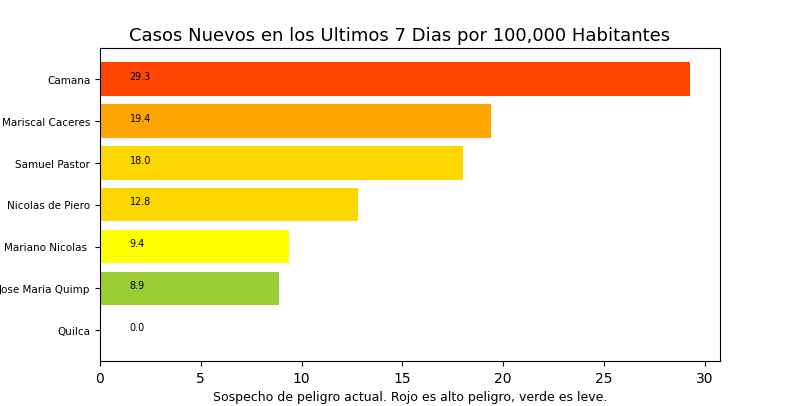 Casos Nuevos en los Ultimos 7 Dias por 100,000 Habitantes
Camana 29.3
Mariscal Caceres 19.4
Samuel Pastor 18.0
Nicolas de Piero 12.8
Mariano Nicolas 9.4
Jose Maria Quimp 8.9
Quilca 0.0
0 5 10 15 20 25 30
Sospecho de peligro actual. Rojo es alto peligro, verde es leve.